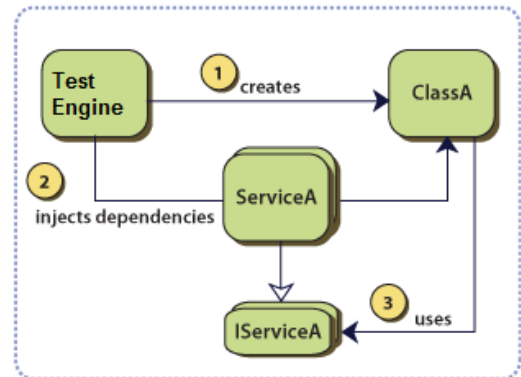 Test
Engine
1
creates
ClassA
2
injects dependencies
ServiceA
3
uses
IServiceA